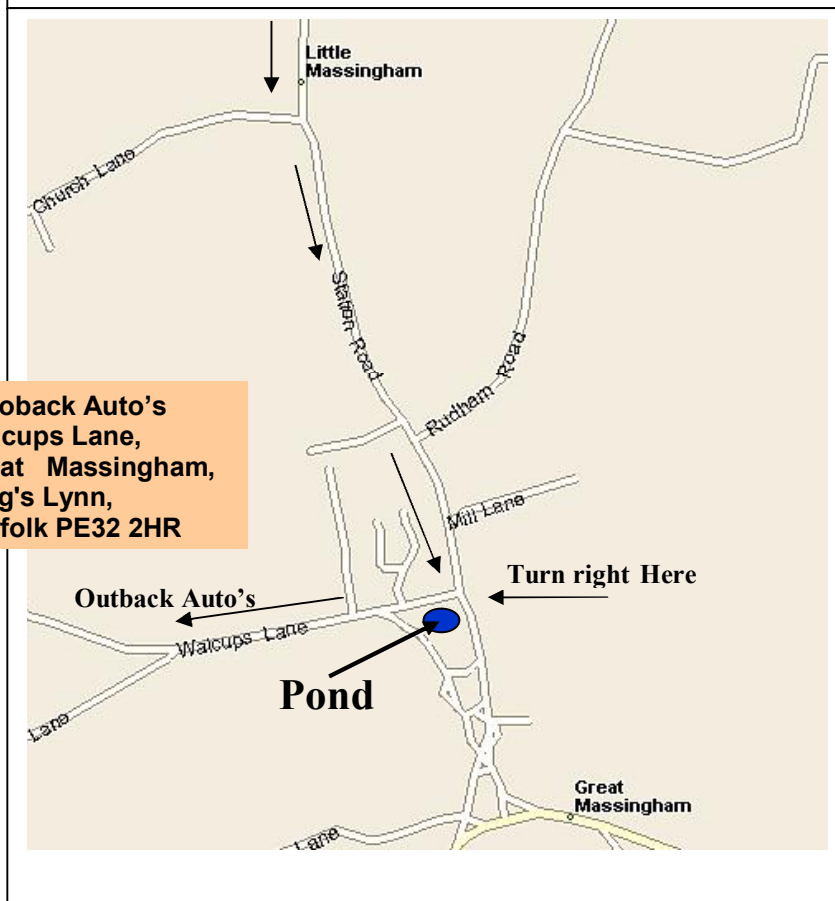 Little
Massingham
Church Lane
Station Road
Rudham Road
oback Auto's
cups Lane,
at Massingham,
g's Lynn,
folk PE32 2HR
Mill Lane
Turn right Here
Outback Auto's
Walcups Lane
Pond
Lane
Great
Massingham
Lane